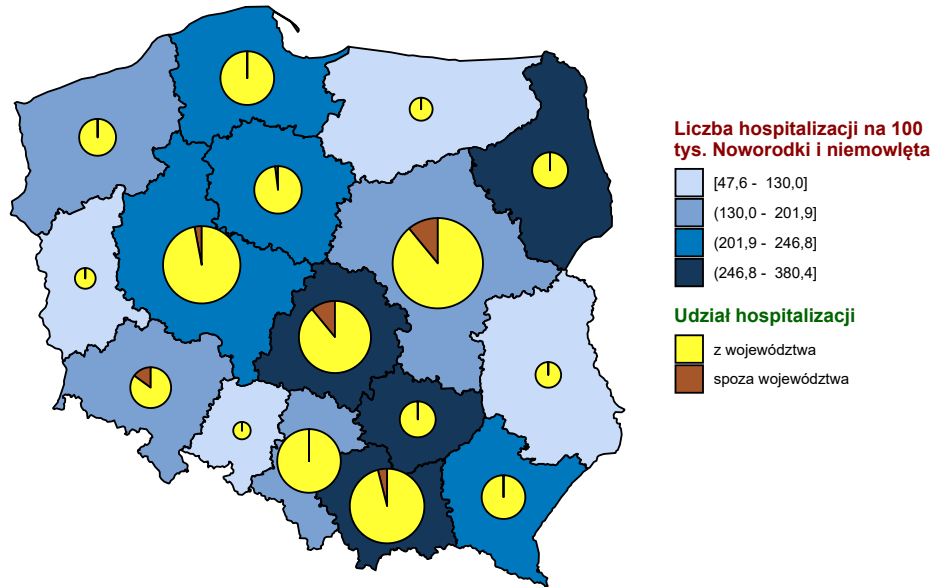 Liczba hospitalizacji na 100
tys. Noworodki i niemowlęta
[47,6 - 130,0]
(130,0 - 201,9]
(201,9 - 246,8]
(246,8 - 380,4]
Udział hospitalizacji
z województwa
spoza województwa